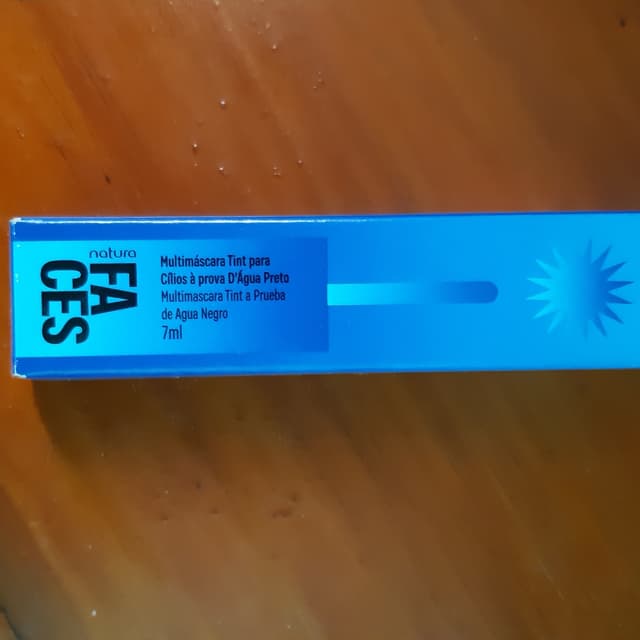 natura
FA
CES
Multimáscara Tint para
Cílios à prova D'Água Preto
Multimascara Tint a Prueba
de Agua Negro
7ml